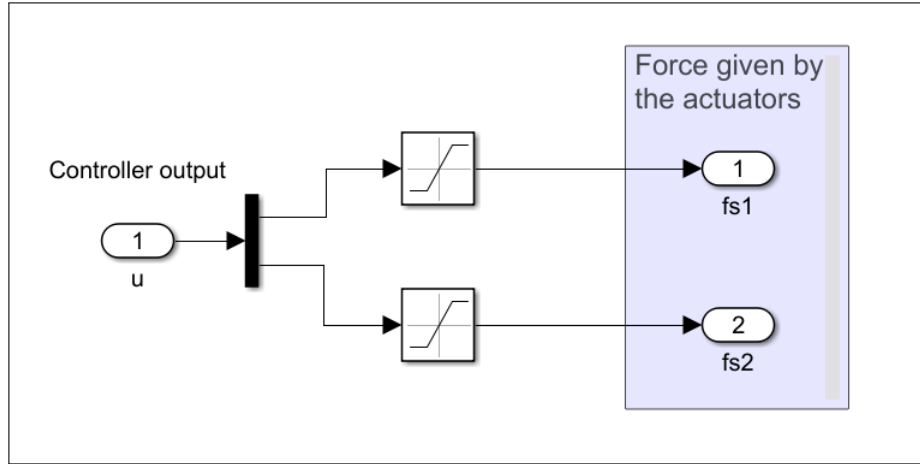 Force given by
the actuators
Controller output
1
u
1
fs1
2
fs2